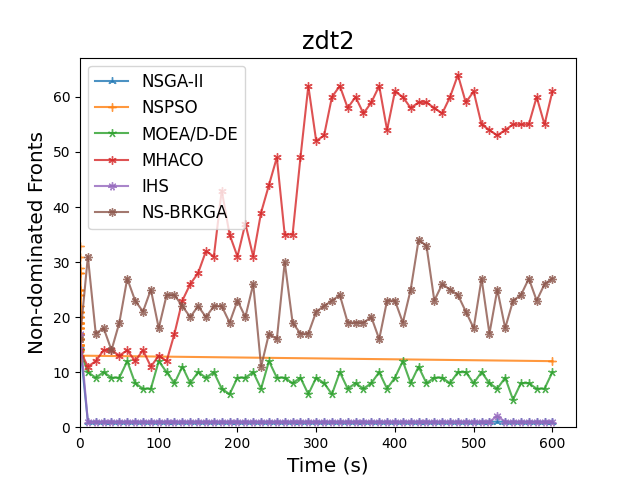 zdt2
Non-dominated Fronts
60
50
40
30
20
10
0
NSGA-II
NSPSO
MOEA/D-DE
MHACO
IHS
NS-BRKGA
0 100 200 300 400 500 600
Time (s)